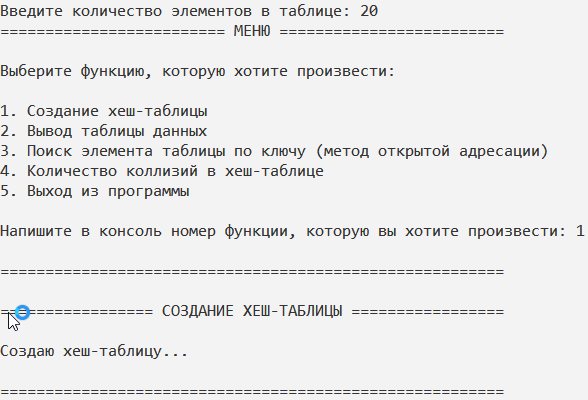 Введите количество элементов в таблице: 20
========================= МЕНЮ =========================
Выберите функцию, которую хотите произвести:
1. Создание хеш-таблицы
2. Вывод таблицы данных
3. Поиск элемента таблицы по ключу (метод открытой адресации)
4. Количество коллизий в хеш-таблице
5. Выход из программы
Напишите в консоль номер функции, которую вы хотите произвести: 1
========================================================
================= СОЗДАНИЕ ХЕШ-ТАБЛИЦЫ =================
Создаю хеш-таблицу...
========================================================